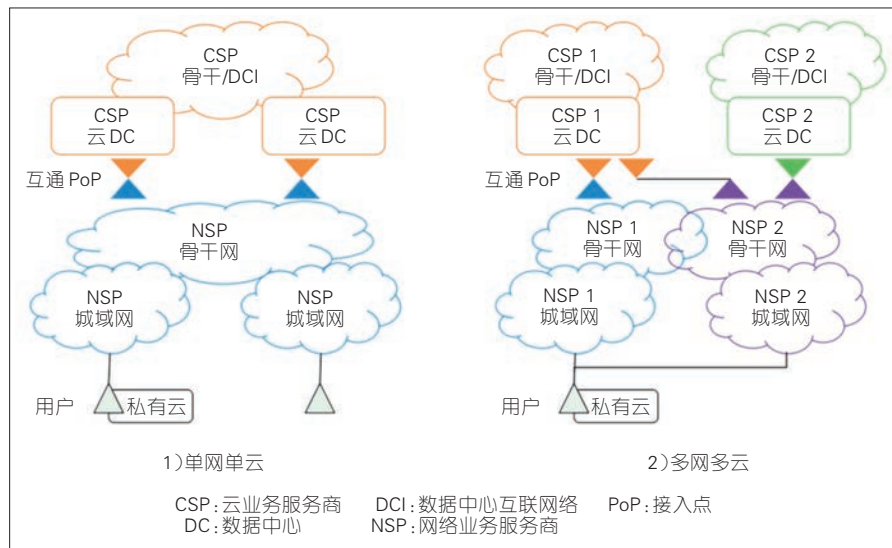 CSP
骨干/DCI
CSP
云 DC
CSP
云 DC
互通 PoP
NSP
骨干网
NSP
城域网
NSP
城域网
用户
私有云
1)单网单云
CSP 1
骨干/DCI
CSP 2
骨干/DCI
CSP 1
云 DC
CSP 2
云 DC
互通 PoP
NSP 1
骨干网
NSP 2
骨干网
NSP 1
城域网
NSP 2
城域网
用户
私有云
2)多网多云
CSP:云业务服务商 DCI:数据中心互联网络 PoP:接入点
DC:数据中心 NSP:网络业务服务商